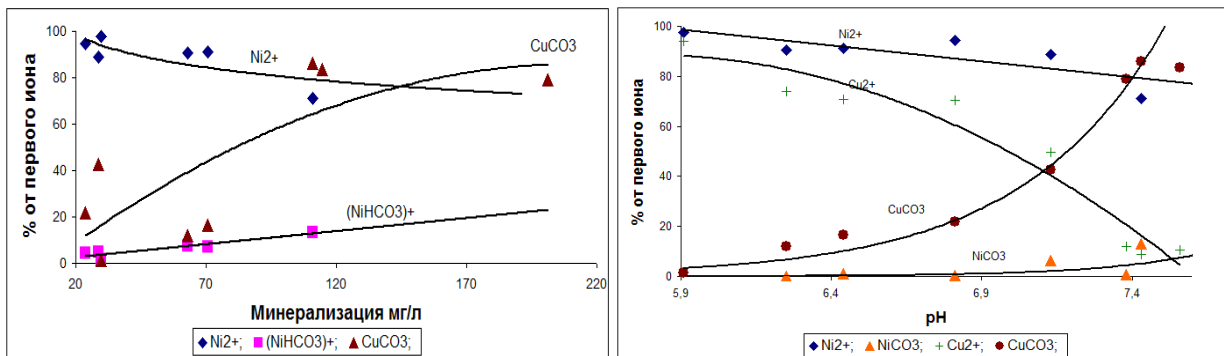 % от первого иона
100
80
60
40
20
0
Ni2+
CuCO3
(NiHCO3)+
20
70
120
170
220
Минерализация мг/л
Ni2+; (NiHCO3)+; CuCO3;
% от первого иона
100
80
60
40
20
0
Ni2+
Cu2+
CuCO3
NiCO3
5,9
6,4
6,9
7,4
pH
Ni2+; NiCO3; Cu2+; CuCO3;